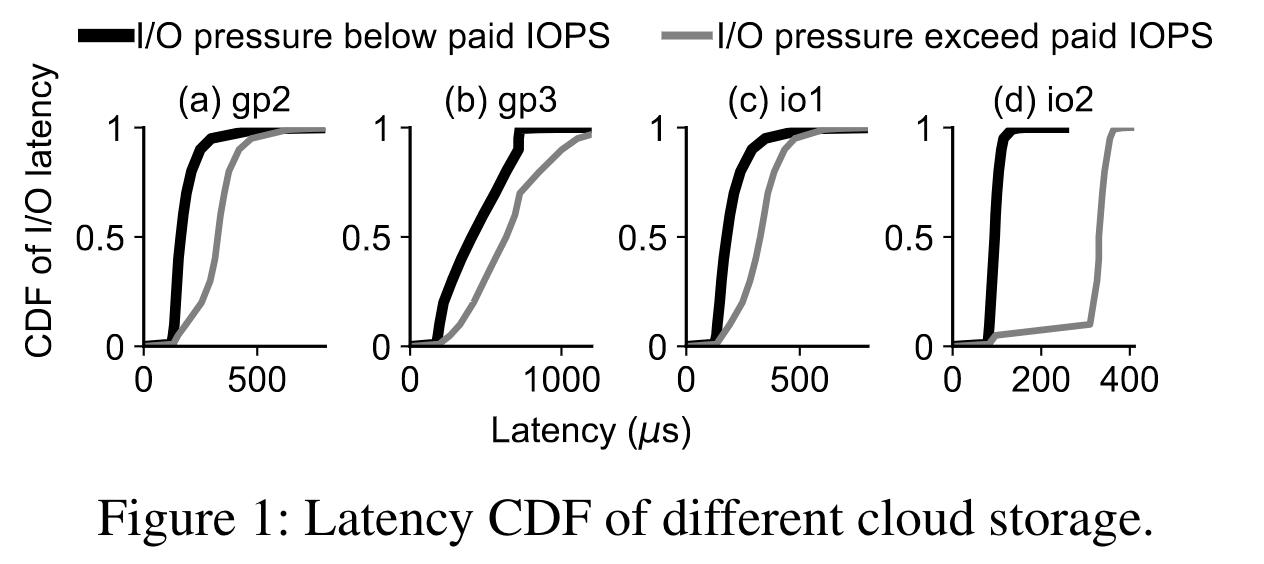 I/O pressure below paid IOPS I/O pressure exceed paid IOPS
CDF of I/O latency
(a) gp2 (b) gp3 (c) io1 (d) io2
1 1 1 1
0.5 0.5 0.5 0.5
0 0 0 0
0 500 0 1000 0 500 0 200 400
Latency (μs)
Figure 1: Latency CDF of different cloud storage.